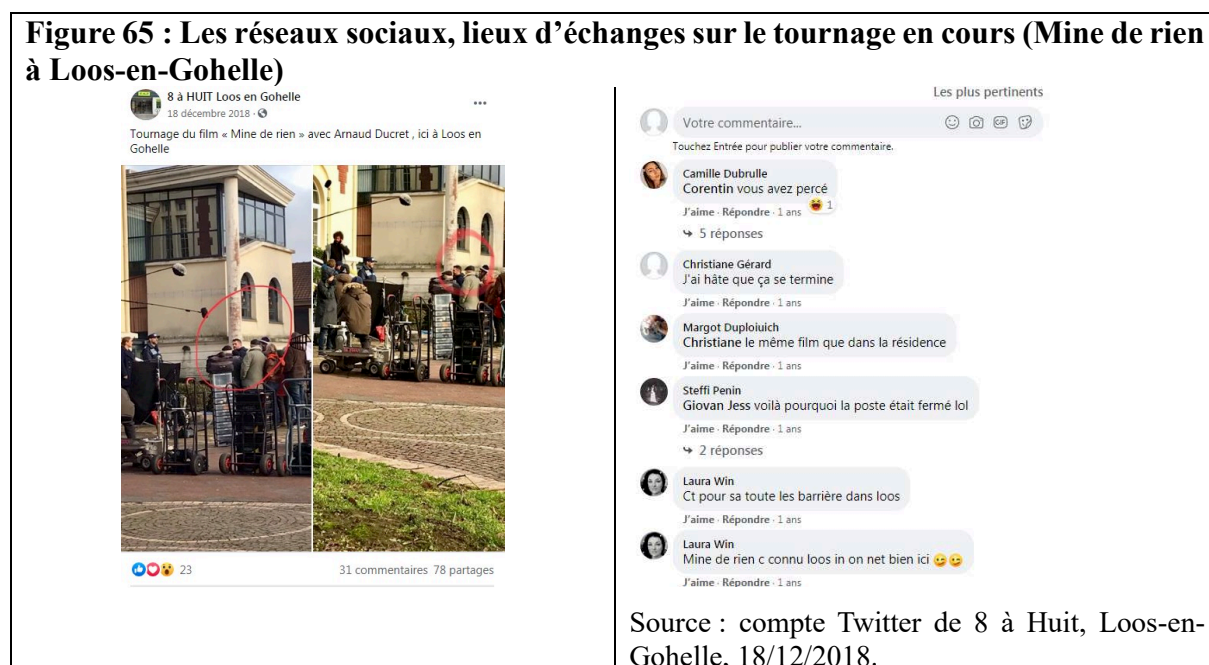 Figure 65 : Les réseaux sociaux, lieux d’échanges sur le tournage en cours (Mine de rien
à Loos-en-Gohelle)
8 à HUIT Loos en Gohelle
18 décembre 2018 ·
Tournage du film « Mine de rien » avec Arnaud Ducret , ici à Loos en
Gohelle
23
31 commentaires 78 partages
Les plus pertinents
Votre commentaire...
GIF
Touchez Entrée pour publier votre commentaire.
Camille Dubrulle
Corentin vous avez percé
1
J'aime · Répondre · 1 ans
5 réponses
Christiane Gérard
J'ai hâte que ça se termine
J'aime · Répondre · 1 ans
Margot Duploiuich
Christiane le même film que dans la résidence
J'aime · Répondre · 1 ans
Steffi Penin
Giovan Jess voilà pourquoi la poste était fermé lol
J'aime · Répondre · 1 ans
2 réponses
Laura Win
Ct pour sa toute les barrière dans loos
J'aime · Répondre · 1 ans
Laura Win
Mine de rien c connu loos in on net bien ici 😉😉
J'aime · Répondre · 1 ans
Source : compte Twitter de 8 à Huit, Loos-en-
Gohelle, 18/12/2018.